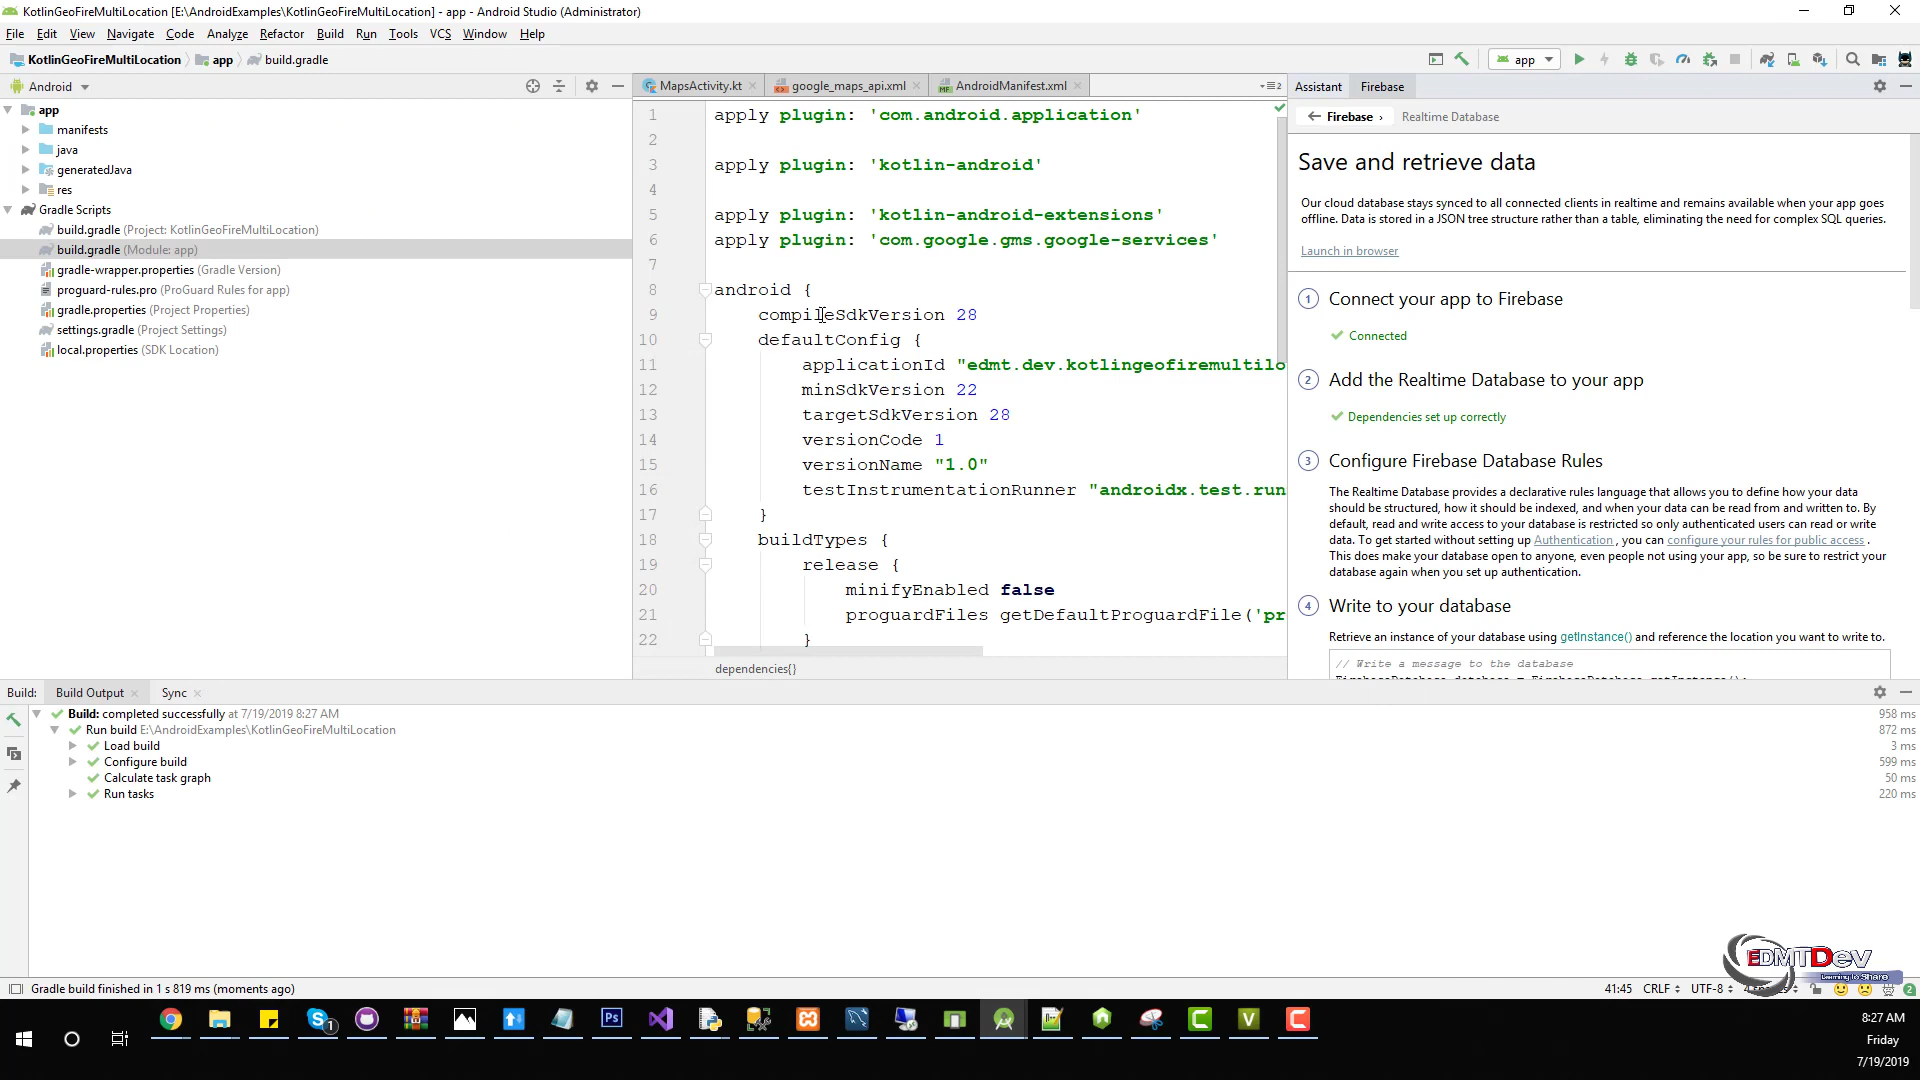 KotlinGeoFireMultiLocation [E:\AndroidExamples\KotlinGeoFireMultiLocation] - app - Android Studio (Administrator)
File Edit View Navigate Code Analyze Refactor Build Run Tools VCS Window Help
KotlinGeoFireMultiLocation app build.gradle
app
Android
MapsActivity.kt google_maps_api.xml AndroidManifest.xml
2
Assistant Firebase
app
manifests
java
generatedJava
res
Gradle Scripts
build.gradle (Project: KotlinGeoFireMultiLocation)
build.gradle (Module: app)
gradle-wrapper.properties (Gradle Version)
proguard-rules.pro (ProGuard Rules for app)
gradle.properties (Project Properties)
settings.gradle (Project Settings)
local.properties (SDK Location)
1 apply plugin: 'com.android.application'
2
3 apply plugin: 'kotlin-android'
4
5 apply plugin: 'kotlin-android-extensions'
6 apply plugin: 'com.google.gms.google-services'
7
8 android {
9 compileSdkVersion 28
10 defaultConfig {
11 applicationId "edmt.dev.kotlingeofiremultilo
12 minSdkVersion 22
13 targetSdkVersion 28
14 versionCode 1
15 versionName "1.0"
16 testInstrumentationRunner "androidx.test.run
17 }
18 buildTypes {
19 release {
20 minifyEnabled false
21 proguardFiles getDefaultProguardFile('pr
22 }
dependencies{}
Firebase › Realtime Database
Save and retrieve data
Our cloud database stays synced to all connected clients in realtime and remains available when your app goes
offline. Data is stored in a JSON tree structure rather than a table, eliminating the need for complex SQL queries.
Launch in browser
1 Connect your app to Firebase
Connected
2 Add the Realtime Database to your app
Dependencies set up correctly
3 Configure Firebase Database Rules
The Realtime Database provides a declarative rules language that allows you to define how your data
should be structured, how it should be indexed, and when your data can be read from and written to. By
default, read and write access to your database is restricted so only authenticated users can read or write
data. To get started without setting up Authentication , you can configure your rules for public access .
This does make your database open to anyone, even people not using your app, so be sure to restrict your
database again when you set up authentication.
4 Write to your database
Retrieve an instance of your database using getInstance() and reference the location you want to write to.
// Write a message to the database
FirebaseDatabase database = FirebaseDatabase.getInstance();
Build: Build Output Sync
Build: completed successfully at 7/19/2019 8:27 AM 958 ms
Run build E:\AndroidExamples\KotlinGeoFireMultiLocation 872 ms
Load build 3 ms
Configure build 599 ms
Calculate task graph 50 ms
Run tasks 220 ms
EDMTDev
Learning to Share
Gradle build finished in 1 s 819 ms (moments ago) 41:45 CRLF UTF-8 2
1
Ps
V
8:27 AM
Friday
7/19/2019